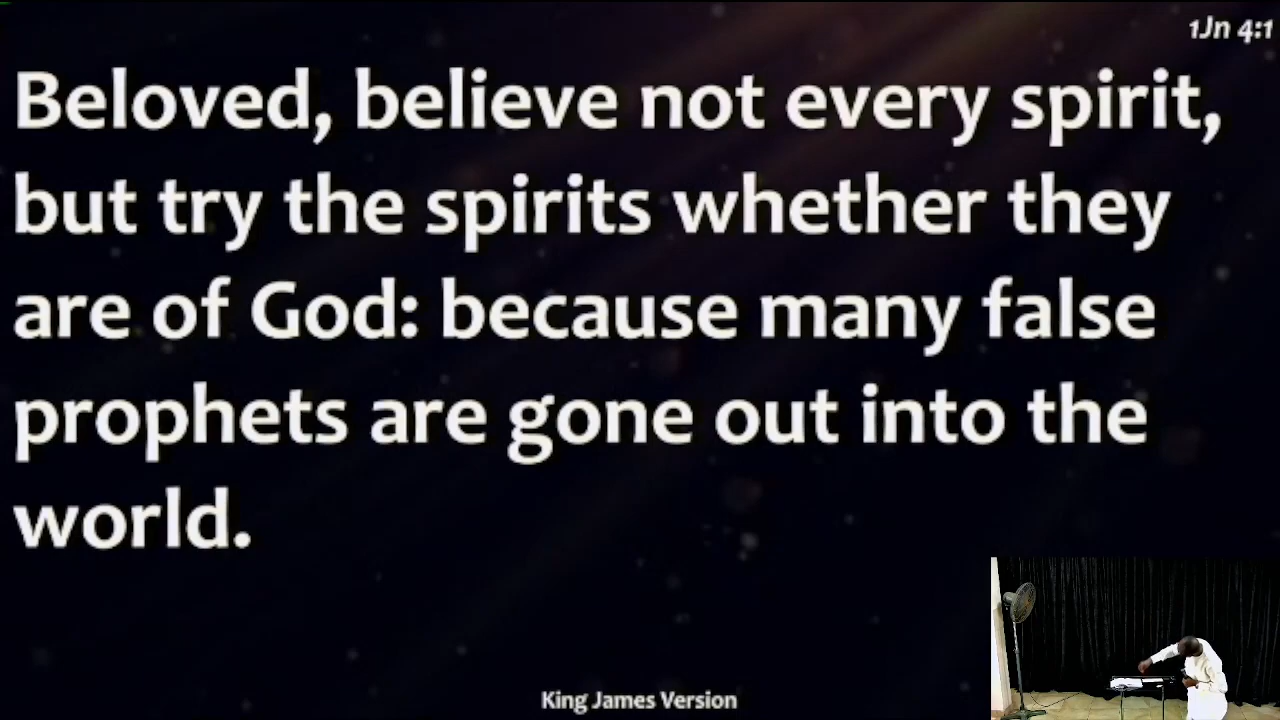 1Jn 4:1
Beloved, believe not every spirit,
but try the spirits whether they
are of God: because many false
prophets are gone out into the
world.
King James Version